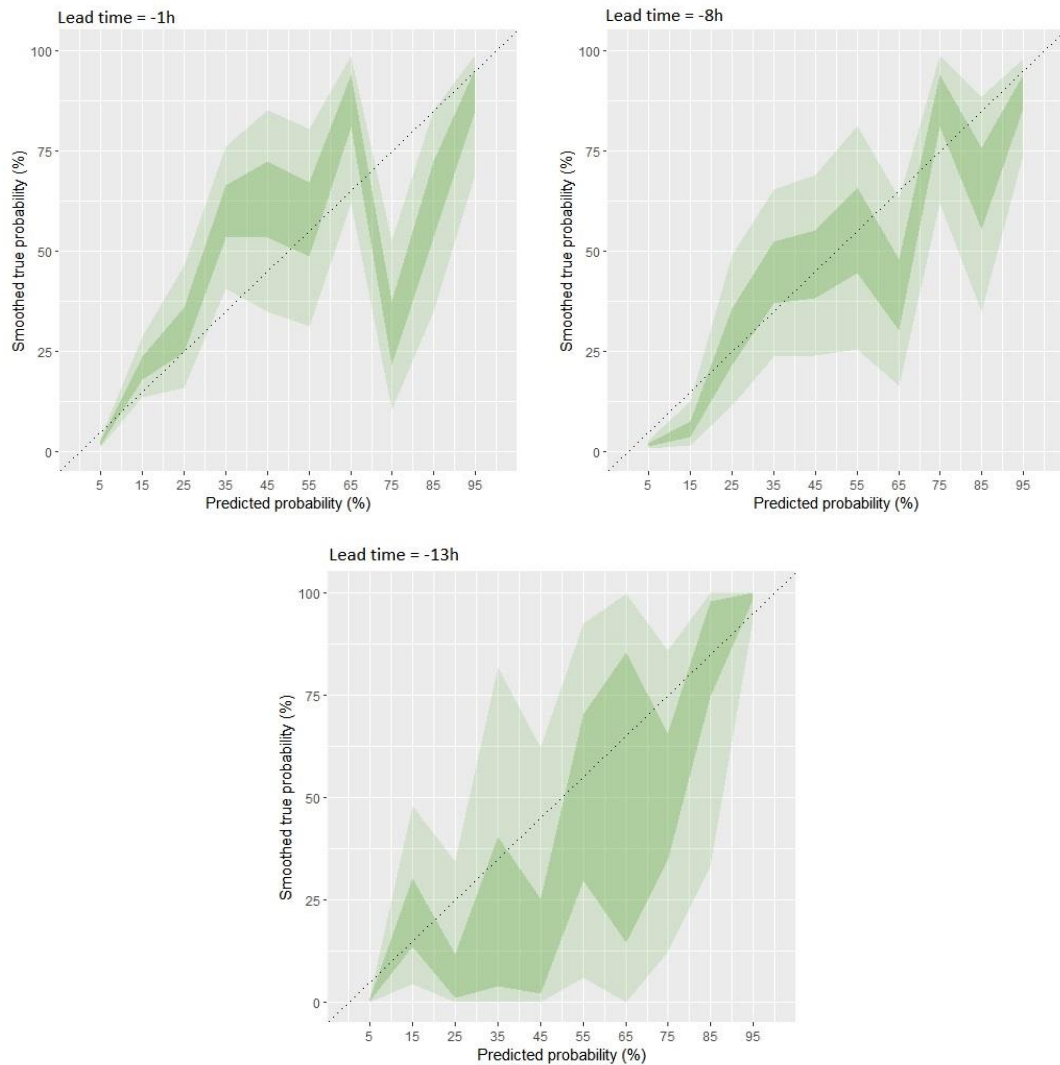 Lead time = -1h
100
75
50
25
0
Smoothed true probability (%)
5 15 25 35 45 55 65 75 85 95
Predicted probability (%)
Lead time = -8h
100
75
50
25
0
Smoothed true probability (%)
5 15 25 35 45 55 65 75 85 95
Predicted probability (%)
Lead time = -13h
100
75
50
25
0
Smoothed true probability (%)
5 15 25 35 45 55 65 75 85 95
Predicted probability (%)